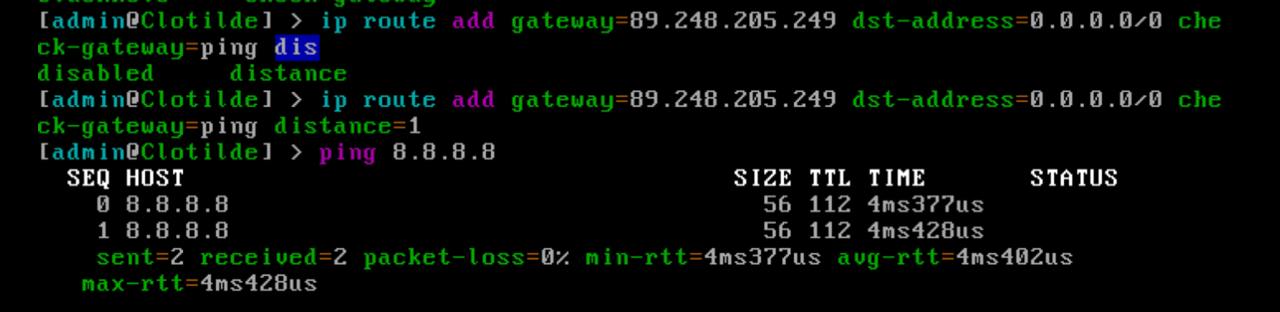 [admin@Clotilde] > ip route add gateway=89.248.205.249 dst-address=0.0.0.0/0 che
ck-gateway=ping dis
disabled distance
[admin@Clotilde] > ip route add gateway=89.248.205.249 dst-address=0.0.0.0/0 che
ck-gateway=ping distance=1
[admin@Clotilde] > ping 8.8.8.8
SEQ HOST SIZE TTL TIME STATUS
0 8.8.8.8 56 112 4ms377us
1 8.8.8.8 56 112 4ms428us
sent=2 received=2 packet-loss=0% min-rtt=4ms377us avg-rtt=4ms402us
max-rtt=4ms428us